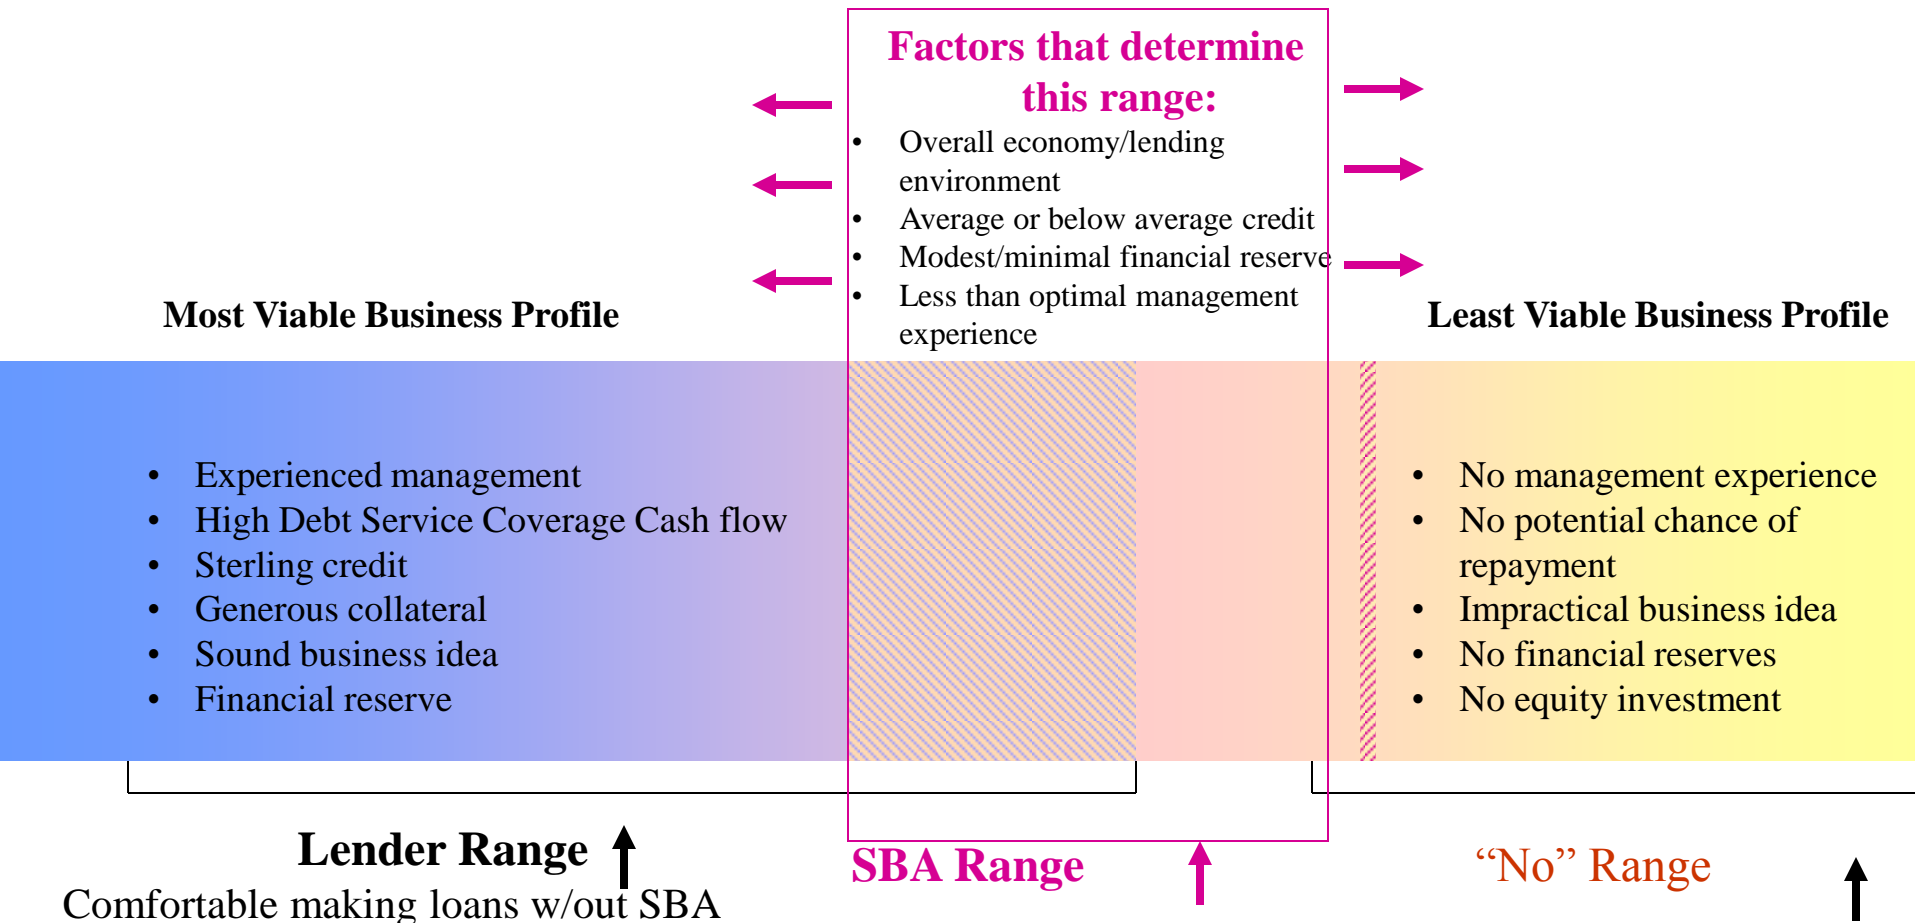 Factors that determine
this range:
• Overall economy/lending
environment
• Average or below average credit
• Modest/minimal financial reserve
• Less than optimal management
experience
Most Viable Business Profile
Least Viable Business Profile
• Experienced management
• High Debt Service Coverage Cash flow
• Sterling credit
• Generous collateral
• Sound business idea
• Financial reserve
• No management experience
• No potential chance of
repayment
• Impractical business idea
• No financial reserves
• No equity investment
Lender Range
Comfortable making loans w/out SBA
SBA Range
“No” Range